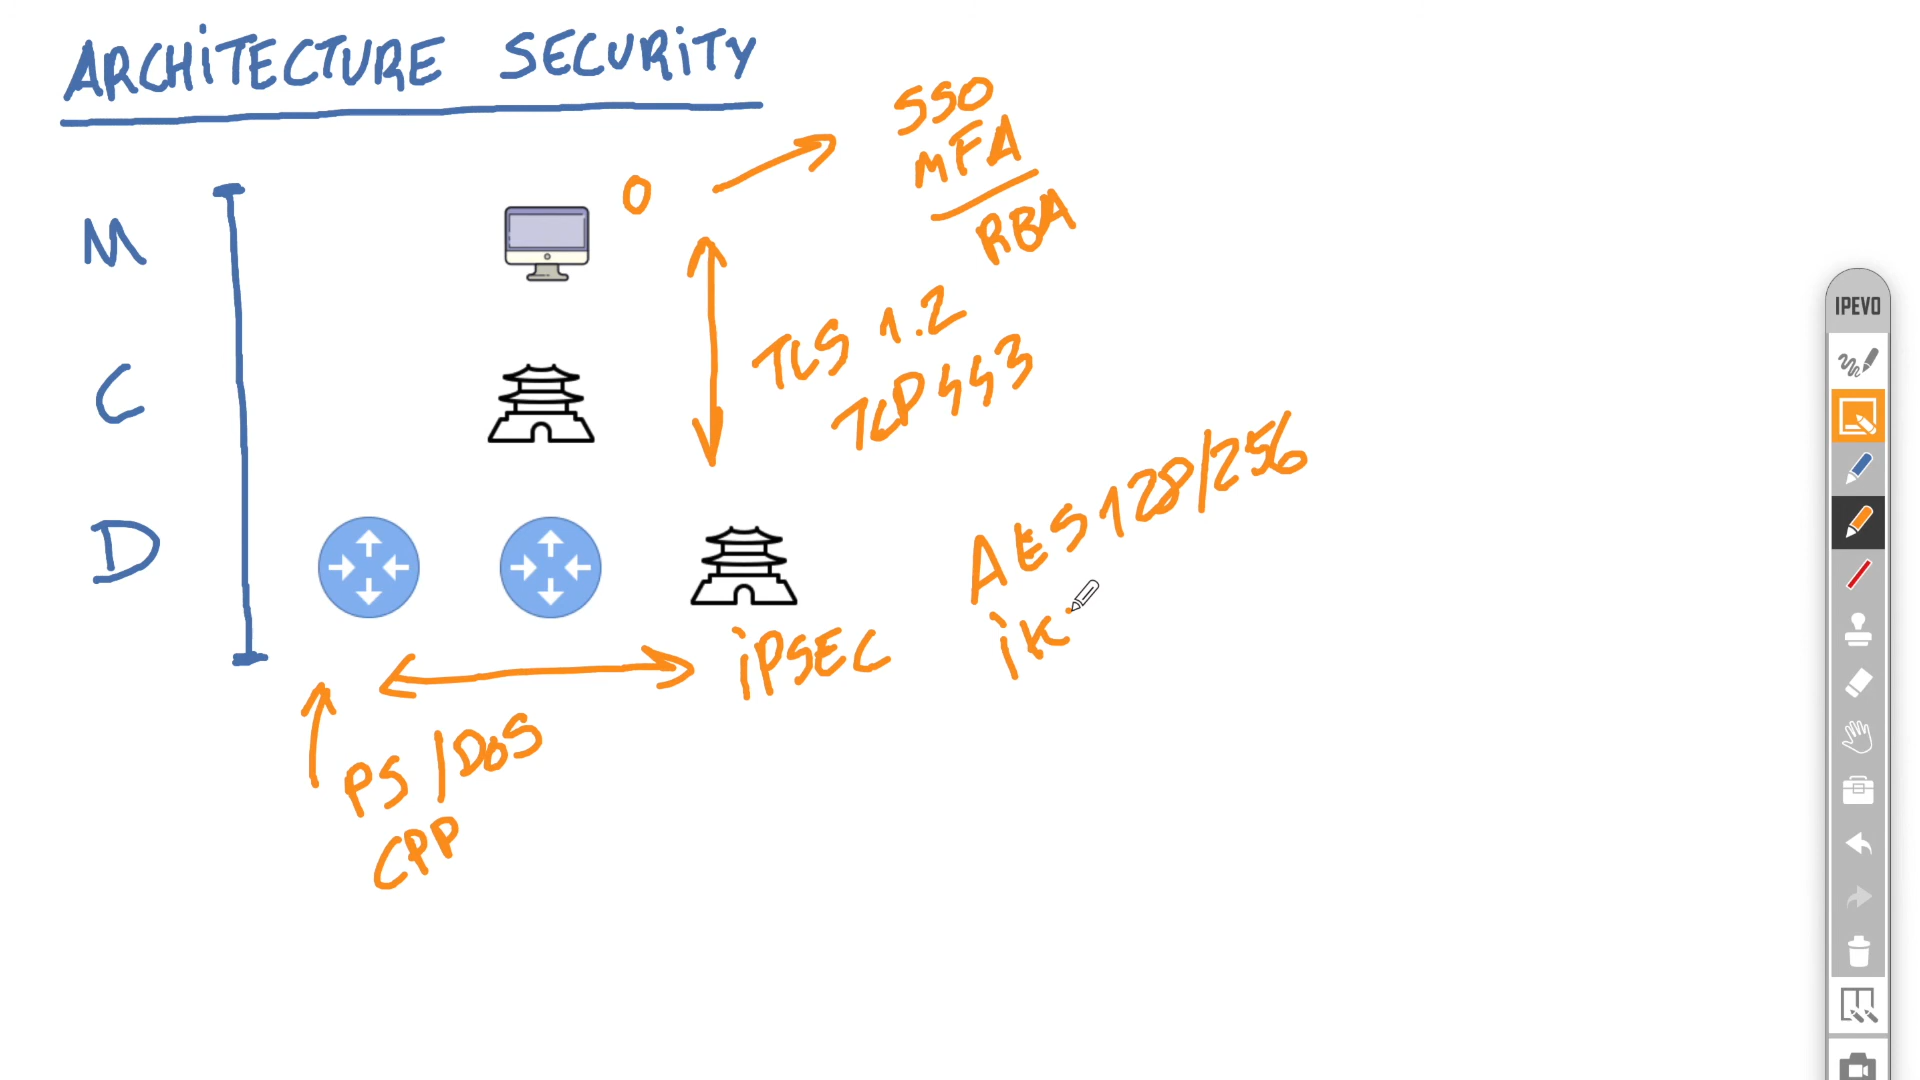 ARCHiTECTURE SECURiTY
SSO
MFA
RBA
M
O
TLS 1.2
TCP 443
C
AES 128/256
iK
D
iPSEC
PS/DoS
CPP
IPEVO